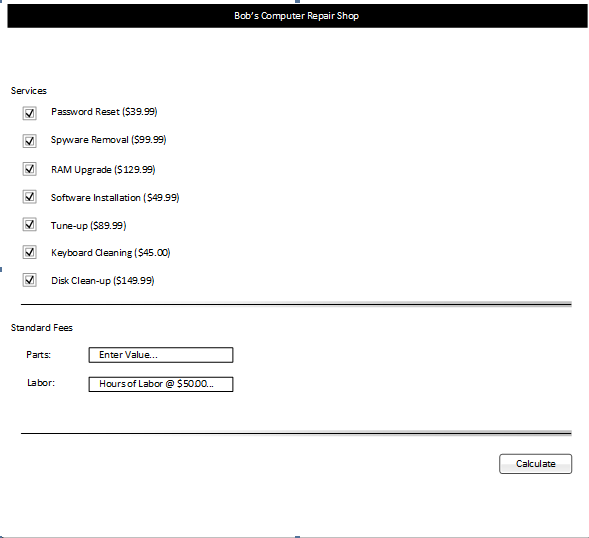 Bob's Computer Repair Shop
Services
Password Reset ($39.99)
Spyware Removal ($99.99)
RAM Upgrade ($129.99)
Software Installation ($49.99)
Tune-up ($89.99)
Keyboard Cleaning ($45.00)
Disk Clean-up ($149.99)
Standard Fees
Parts: Enter Value...
Labor: Hours of Labor @ $50.00...
Calculate